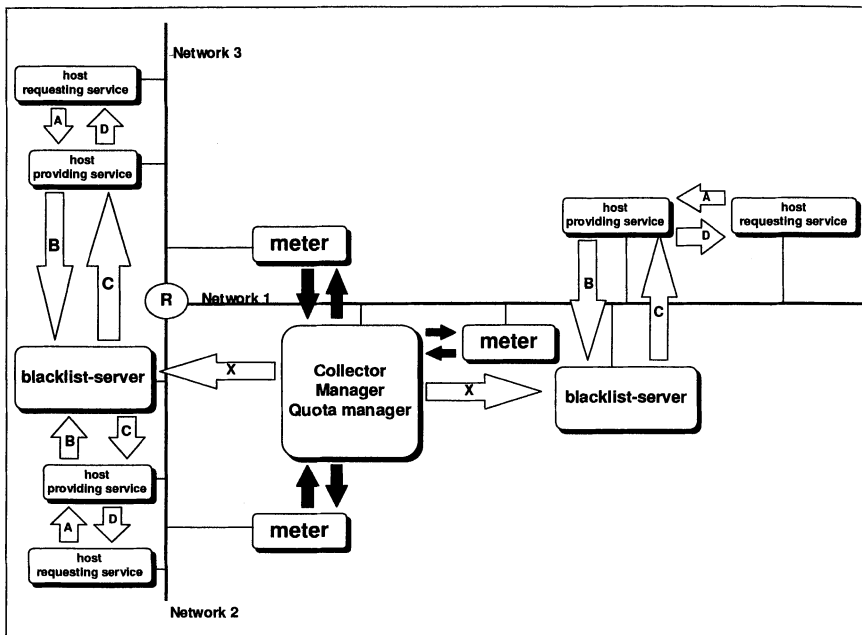 Network 3
host
requesting service
A
D
host
providing service
B
C
meter
R
Network 1
blacklist-server
X
Collector
Manager
Quota manager
meter
X
host
providing service
A
D
host
requesting service
B
C
blacklist-server
B
C
host
providing service
A
D
host
requesting service
meter
Network 2